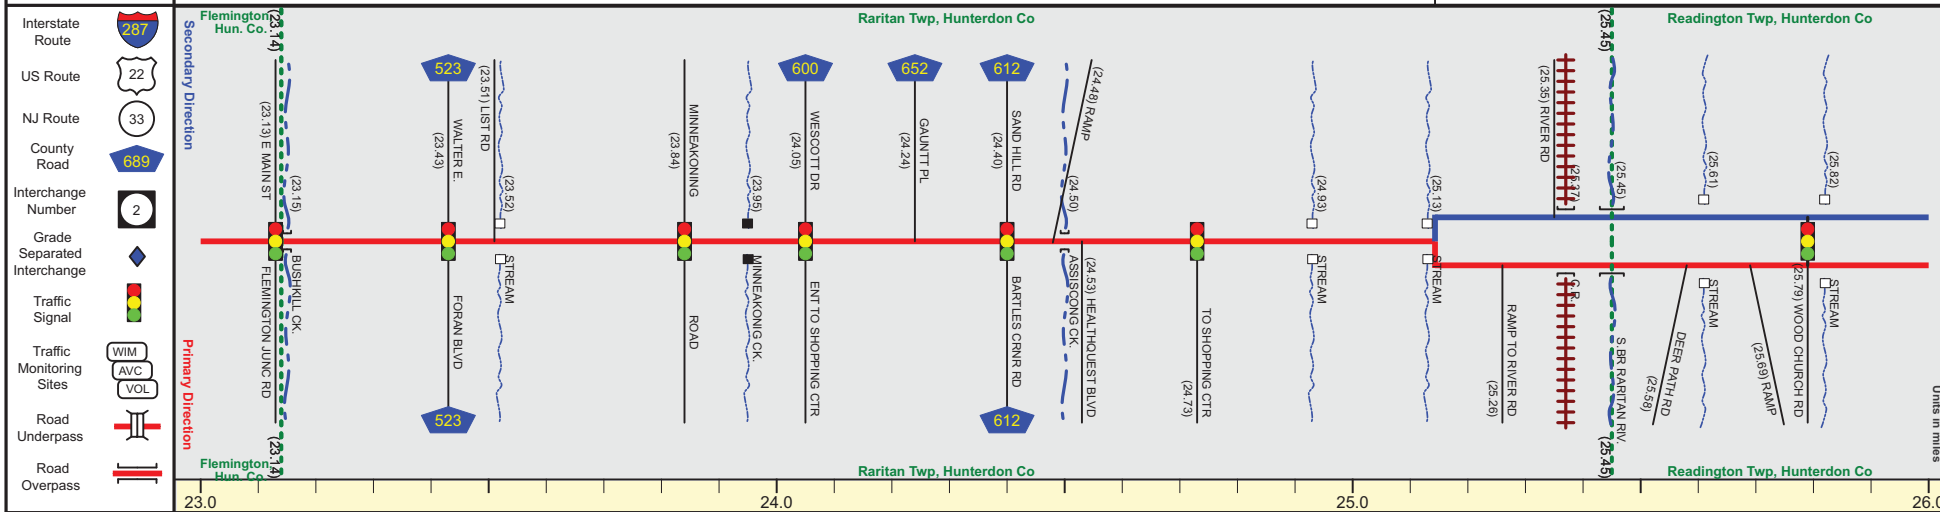 Interstate
Route
287
US Route
22
NJ Route
33
County
Road
689
Interchange
Number
2
Grade
Separated
Interchange
Traffic
Signal
Traffic
Monitoring
Sites
WIM
AVC
VOL
Road
Underpass
Road
Overpass
Secondary Direction
Primary Direction
Flemington
Hun. Co.
(23.14)
Raritan Twp, Hunterdon Co
(25.45)
Readington Twp, Hunterdon Co
(23.13) E MAIN ST
(23.15)
523
WALTER E.
(23.43)
(23.51) LIST RD
(23.52)
MINNEAKONING
(23.84)
(23.95)
600
WESCOTT DR
(24.05)
652
GAUNTT PL
(24.24)
612
SAND HILL RD
(24.40)
(24.48) RAMP
(24.50)
(24.93)
(25.13)
(25.35) RIVER RD
(25.37)
(25.45)
(25.61)
(25.82)
FLEMINGTON JUNC RD
BUSHKILL CK.
FORAN BLVD
523
STREAM
ROAD
MINNEAKONIG CK.
ENT TO SHOPPING CTR
BARTLES CRNR RD
612
ASSISCONG CK.
(24.53) HEALTHQUEST BLVD
TO SHOPPING CTR
(24.73)
STREAM
STREAM
RAMP TO RIVER RD
(25.26)
C.R.
S.BR RARITAN RIV.
DEER PATH RD
(25.58)
STREAM
(25.69) RAMP
(25.79) WOOD CHURCH RD
STREAM
Units in miles
Flemington
Hun. Co.
(23.14)
Raritan Twp, Hunterdon Co
(25.45)
Readington Twp, Hunterdon Co
23.0
24.0
25.0
26.0